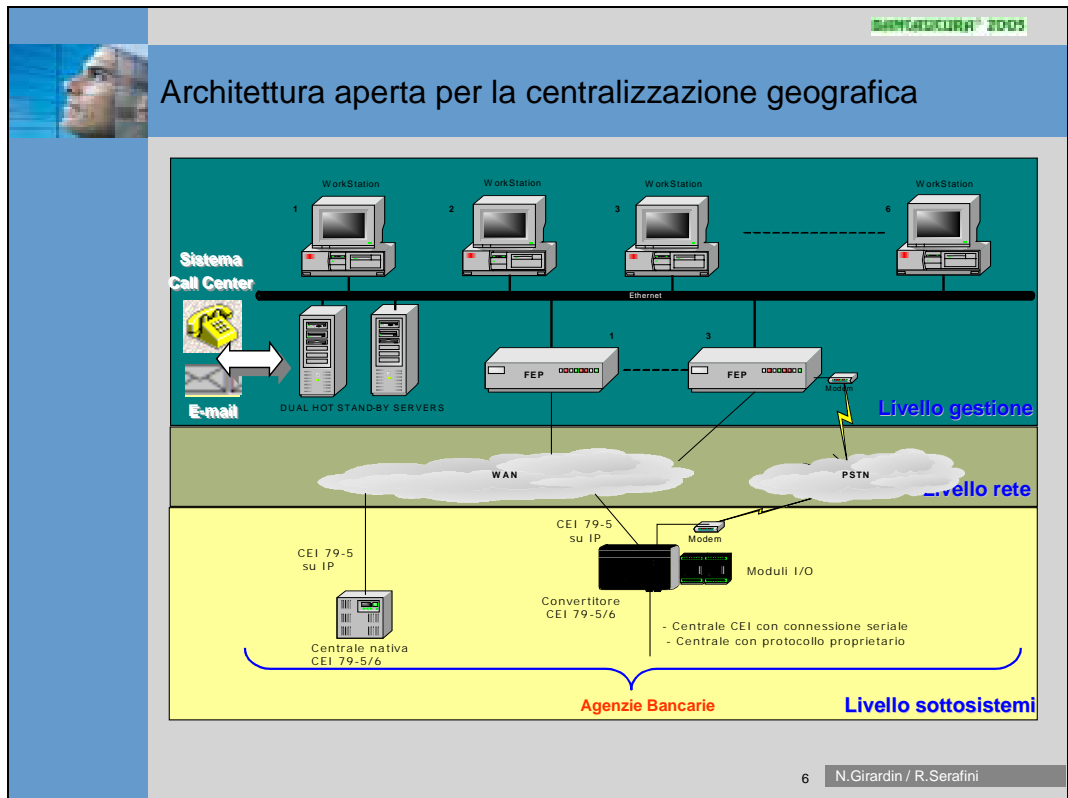 BANCASICURA® 2005
Architettura aperta per la centralizzazione geografica
WorkStation
WorkStation
WorkStation
WorkStation
1
2
3
6
Sistema
Call Center
Ethernet
1
3
FEP
FEP
Modem
E-mail
DUAL HOT STAND-BY SERVERS
Livello gestione
WAN
PSTN
Livello rete
CEI 79-5
su IP
Modem
CEI 79-5
su IP
Moduli I/O
Convertitore
CEI 79-5/6
- Centrale CEI con connessione seriale
- Centrale con protocollo proprietario
Centrale nativa
CEI 79-5/6
Agenzie Bancarie
Livello sottosistemi
6
N.Girardin / R.Serafini